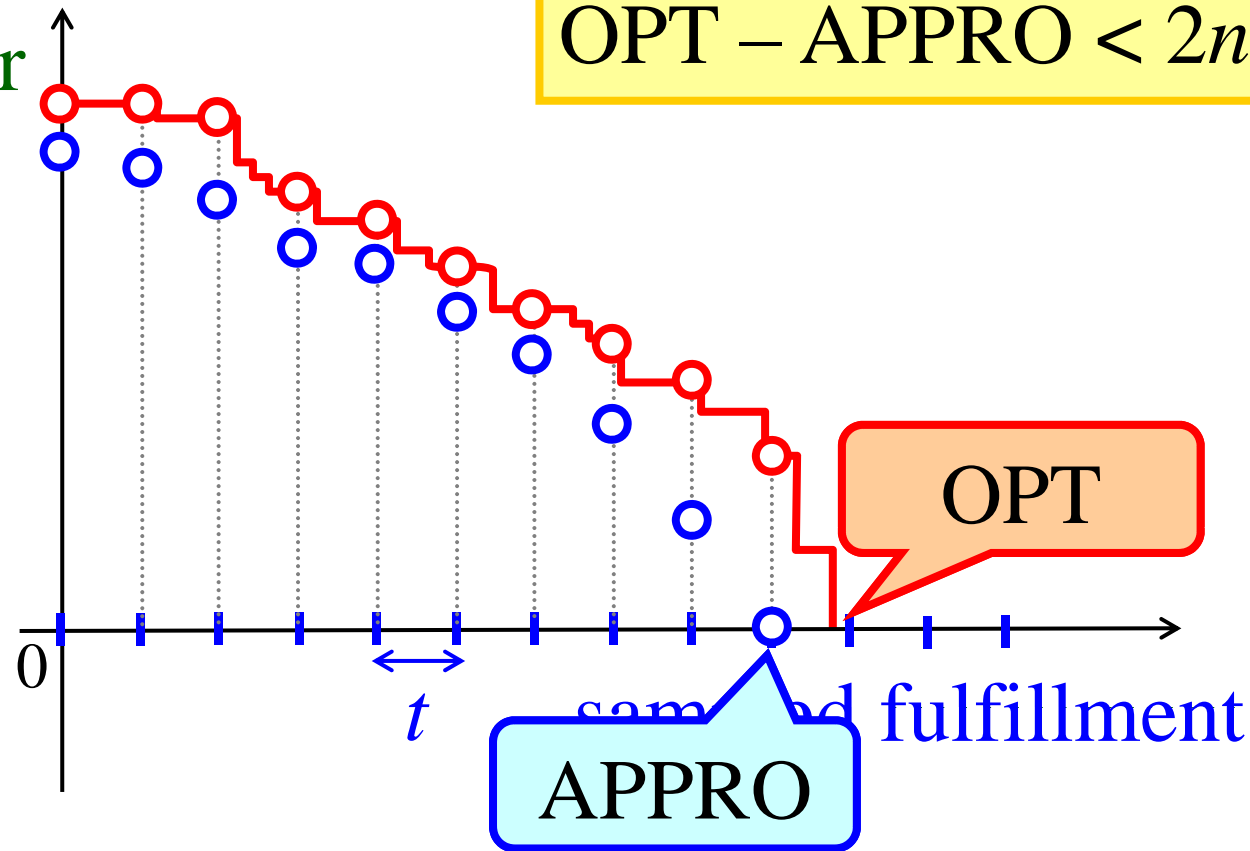 OPT – APPRO < 2n
r
OPT
0
t
fulfillment
APPRO